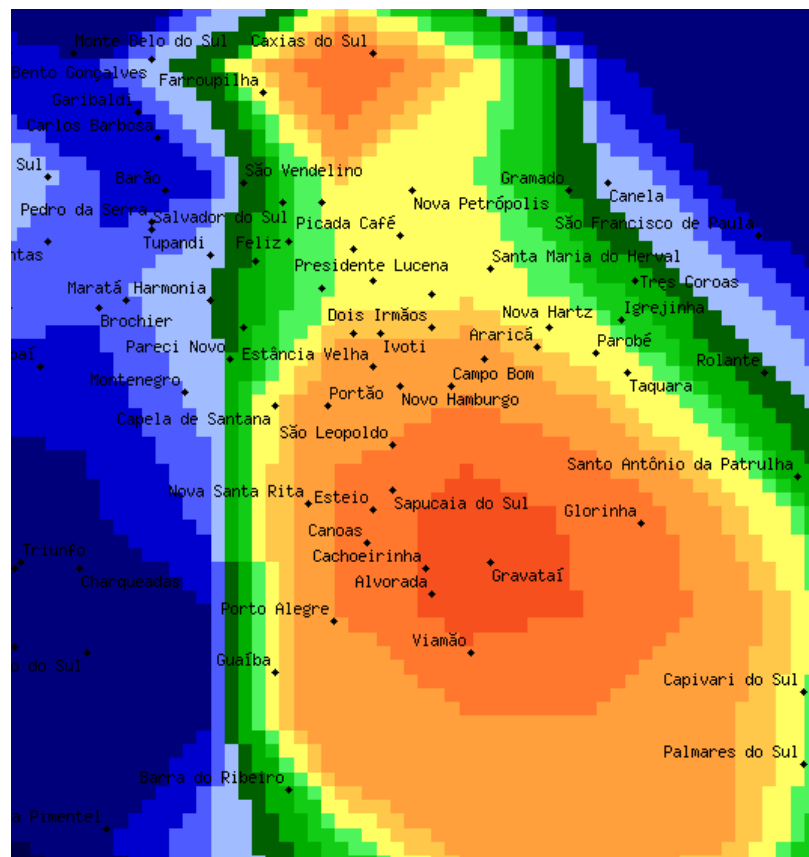 Monte Belo do Sul
Caxias do Sul
Bento Gonçalves
Farroupilha
Garibaldi
Carlos Barbosa
Sul
São Vendelino
Barão
Gramado
Canela
Nova Petrópolis
Pedro da Serra
Salvador do Sul
Picada Café
São Francisco de Paula
Tupandi
Feliz
ntas
Santa Maria do Herval
Presidente Lucena
Três Coroas
Maratá
Harmonia
Igrejinha
Brochier
Dois Irmãos
Nova Hartz
Pareci Novo
Estância Velha
Ivoti
Araricá
Parobé
Rolante
Montenegro
Campo Bom
Taquara
Portão
Novo Hamburgo
Capela de Santana
São Leopoldo
Santo Antônio da Patrulha
Nova Santa Rita
Esteio
Sapucaia do Sul
Glorinha
Canoas
Triunfo
Cachoeirinha
Charqueadas
Alvorada
Gravataí
Porto Alegre
Viamão
o do Sul
Guaíba
Capivari do Sul
Palmares do Sul
Barra do Ribeiro
a Pimentel